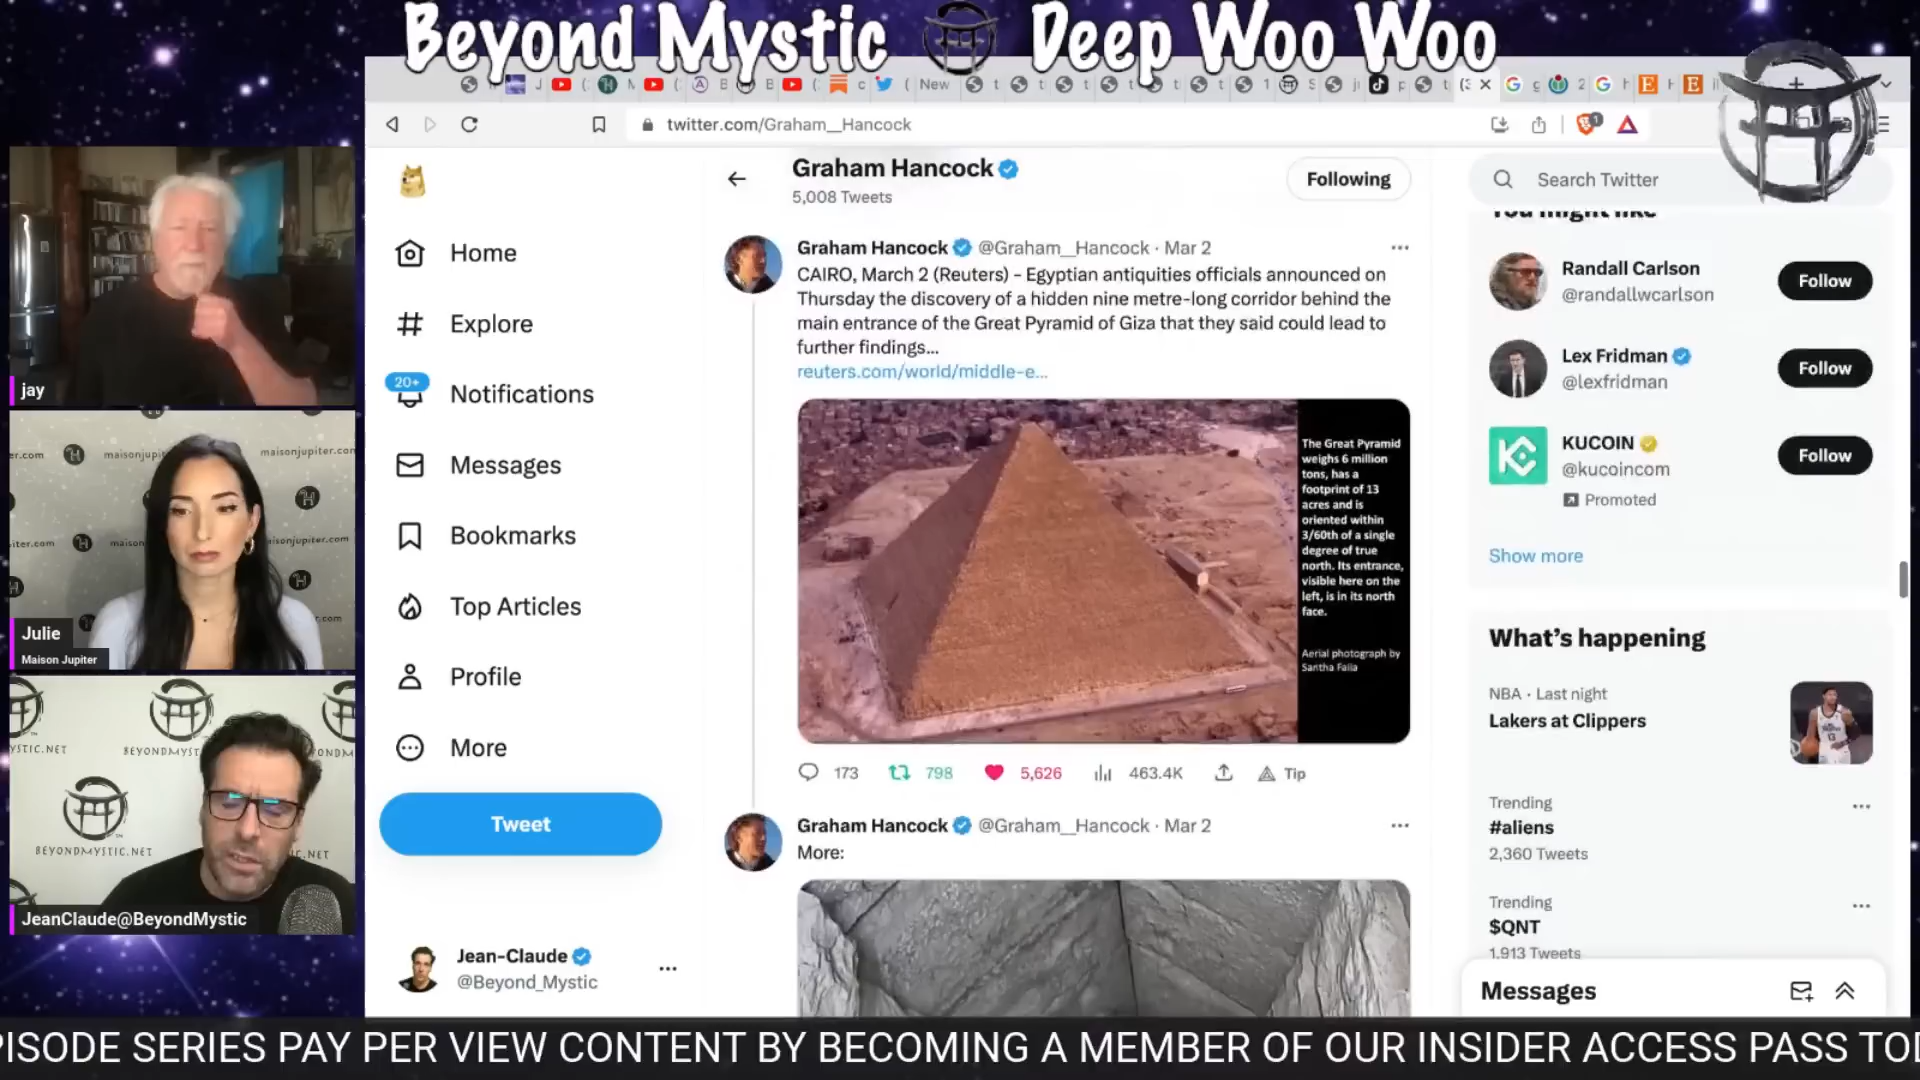 Beyond Mystic Deep Woo Woo
New
twitter.com/Graham__Hancock
jay
maisonjupiter.com
Julie
Maison Jupiter
BEYONDMYSTIC.NET
JeanClaude@BeyondMystic
Home
Explore
20+
Notifications
Messages
Bookmarks
Top Articles
Profile
More
Tweet
Jean-Claude
@Beyond_Mystic
Graham Hancock
5,008 Tweets
Following
Graham Hancock @Graham__Hancock · Mar 2
CAIRO, March 2 (Reuters) - Egyptian antiquities officials announced on
Thursday the discovery of a hidden nine metre-long corridor behind the
main entrance of the Great Pyramid of Giza that they said could lead to
further findings...
reuters.com/world/middle-e...
The Great Pyramid
weighs 6 million
tons, has a
footprint of 13
acres and is
oriented within
3/60th of a single
degree of true
north. Its entrance,
visible here on the
left, is in its north
face.
Aerial photograph by
Santha Faiia
173 798 5,626 463.4K Tip
Graham Hancock @Graham__Hancock · Mar 2
More:
Search Twitter
You might like
Randall Carlson
@randallwcarlson
Follow
Lex Fridman
@lexfridman
Follow
KUCOIN
@kucoincom
Follow
Promoted
Show more
What's happening
NBA · Last night
Lakers at Clippers
Trending
#aliens
2,360 Tweets
Trending
$QNT
1,913 Tweets
Messages
PISODE SERIES PAY PER VIEW CONTENT BY BECOMING A MEMBER OF OUR INSIDER ACCESS PASS TO